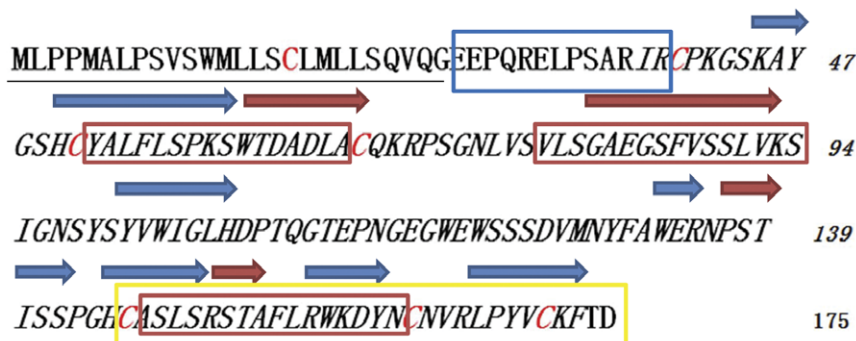 MLPPMALPSVSWMLLSCLMLLSQVQGEEPQRELPSARIRCPKGSKAY 47
GSHCYALFLSPKSWTDADLACQKRPSGNLVSVLSGAEGSFVSSLVKS 94
IGNSYSYVWIGLHDPTQGTEPNGEGWEWSSSDVMNYFAWERNPST 139
ISSPGHCASLSRSTAFLRWKDYNCNVRLPYVCKFTD 175